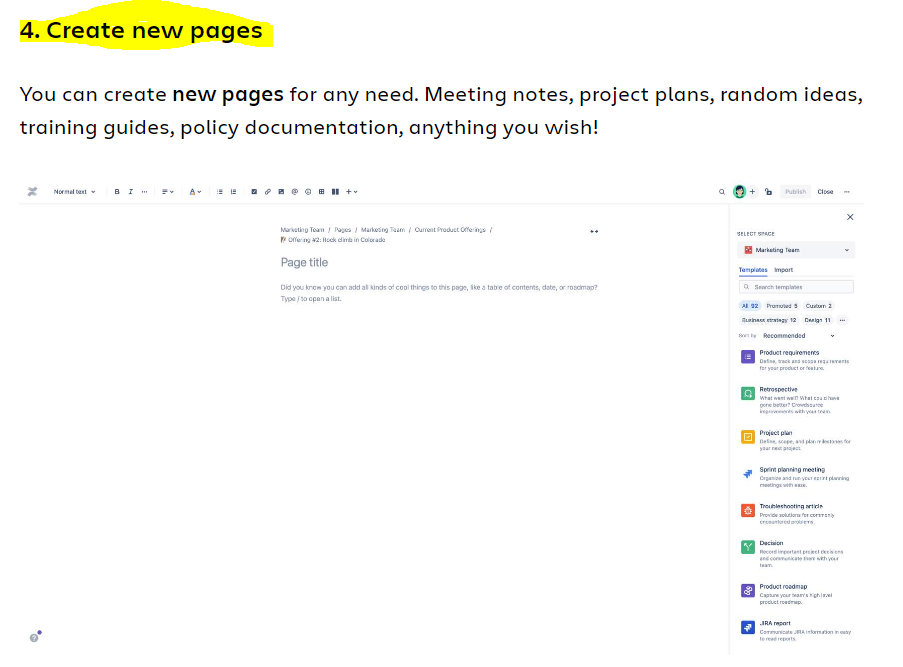 4. Create new pages
You can create new pages for any need. Meeting notes, project plans, random ideas,
training guides, policy documentation, anything you wish!
Normal text
B I ... A
Publish Close ...
Marketing Team / Pages / Marketing Team / Current Product Offerings /
Offering #2: Rock climb in Colorado
Page title
Did you know you can add all kinds of cool things to this page, like a table of contents, date, or roadmap?
Type / to open a list.
SELECT SPACE
Marketing Team
Templates Import
Search templates
All 92 Promoted 5 Custom 2
Business strategy 12 Design 11 ...
Sort by Recommended
Product requirements
Define, track and scope requirements
for your product or feature.
Retrospective
What went well? What could have
gone better? Crowdsource
improvements with your team.
Project plan
Define, scope, and plan milestones for
your next project.
Sprint planning meeting
Organize and run your sprint planning
meetings with ease.
Troubleshooting article
Provide solutions for commonly
encountered problems.
Decision
Record important project decisions
and communicate them with your
team.
Product roadmap
Capture your team's high level
product roadmap.
JIRA report
Communicate JIRA information in easy
to read reports.
?